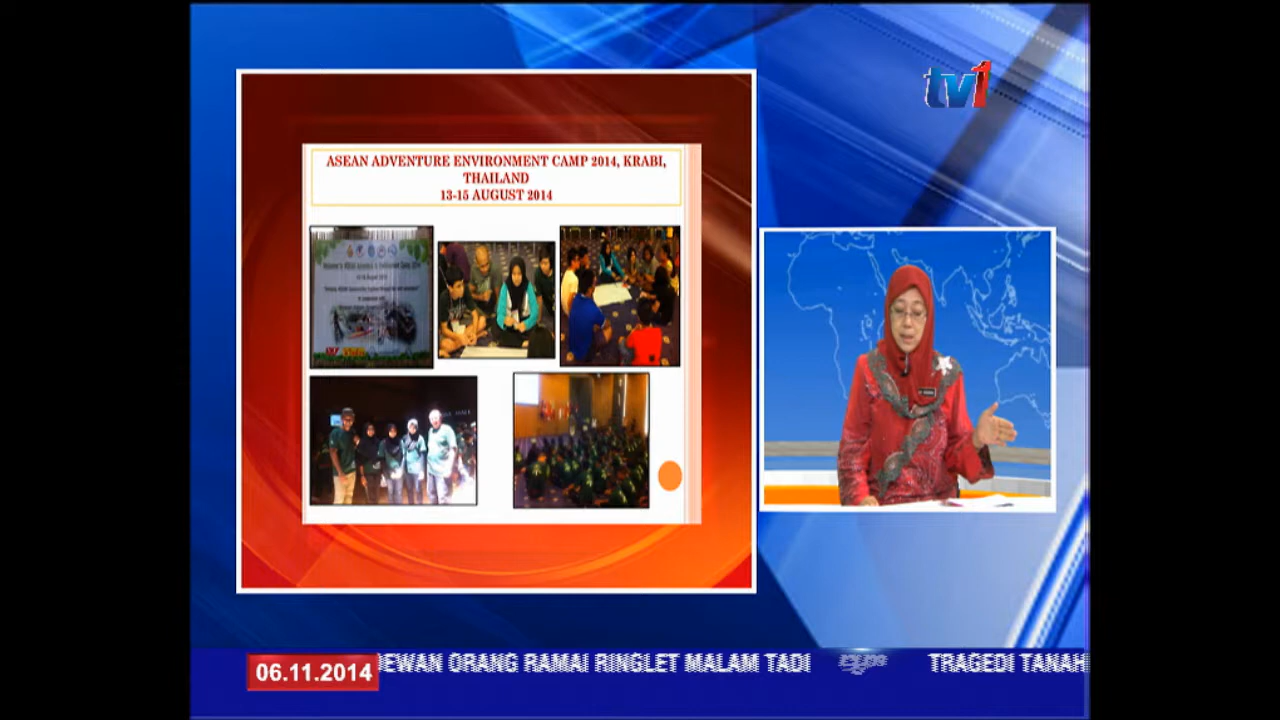 tv1
ASEAN ADVENTURE ENVIRONMENT CAMP 2014, KRABI,
THAILAND
13-15 AUGUST 2014
06.11.2014
DEWAN ORANG RAMAI RINGLET MALAM TADI
TRAGEDI TANAH